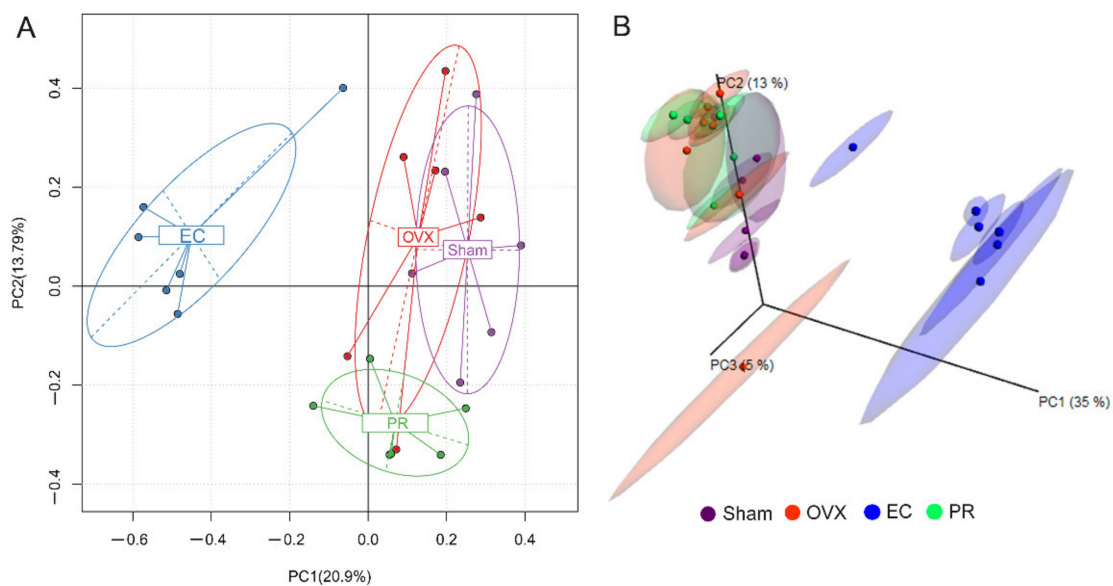 A
B
PC2(13.79%)
0.4
0.2
0.0
−0.2
−0.4
EC
OVX
Sham
PR
−0.6
−0.4
−0.2
0.0
0.2
0.4
PC1(20.9%)
PC2 (13 %)
PC3 (5 %)
PC1 (35 %)
Sham OVX EC PR